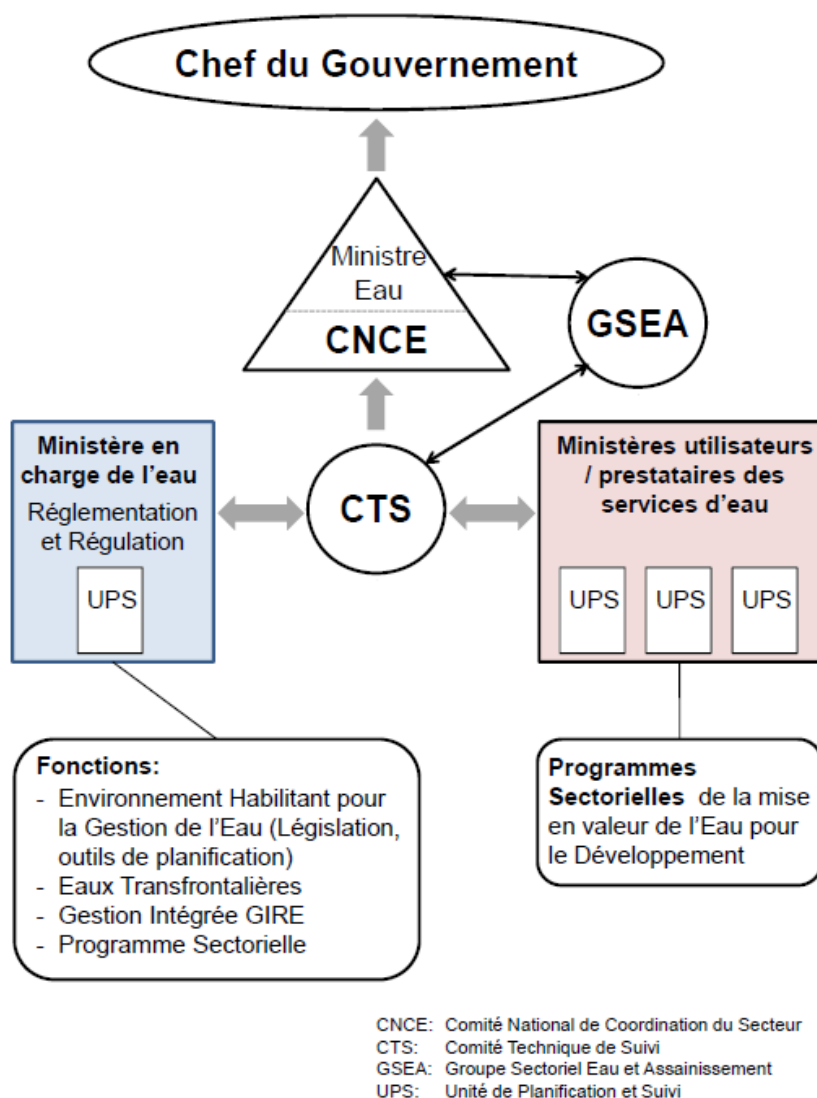 Chef du Gouvernement
Ministre
Eau
CNCE
GSEA
Ministère en
charge de l'eau
Réglementation
et Régulation
UPS
CTS
Ministères utilisateurs
/ prestataires des
services d'eau
UPS
UPS
UPS
Fonctions:
- Environnement Habilitant pour
la Gestion de l'Eau (Législation,
outils de planification)
- Eaux Transfrontalières
- Gestion Intégrée GIRE
- Programme Sectorielle
Programmes
Sectorielles de la mise
en valeur de l'Eau pour
le Développement
CNCE: Comité National de Coordination du Secteur
CTS: Comité Technique de Suivi
GSEA: Groupe Sectoriel Eau et Assainissement
UPS: Unité de Planification et Suivi